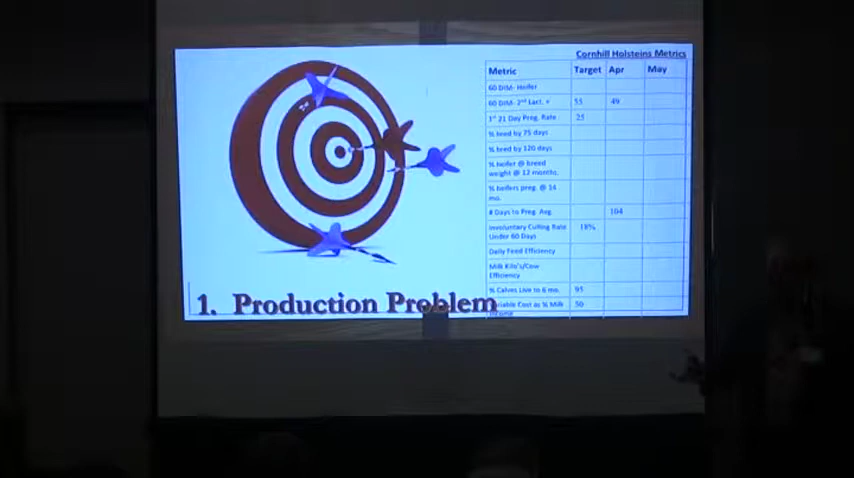 Cornhill Holsteins Metrics
Metric Target Apr May
60 DIM- Heifer
60 DIM- 2nd Lact. + 55 49
1st 21 Day Preg. Rate 25
% bred by 75 days
% bred by 120 days
% heifer @ breed
weight @ 12 months.
% heifers preg. @ 14
mo.
# Days to Preg. Avg. 104
Involuntary Culling Rate 18%
Under 60 Days
Daily Feed Efficiency
Milk Kilo's/Cow
Efficiency
% Calves Live to 6 mo. 95
Variable Cost as % Milk 50
Income
1. Production Problem